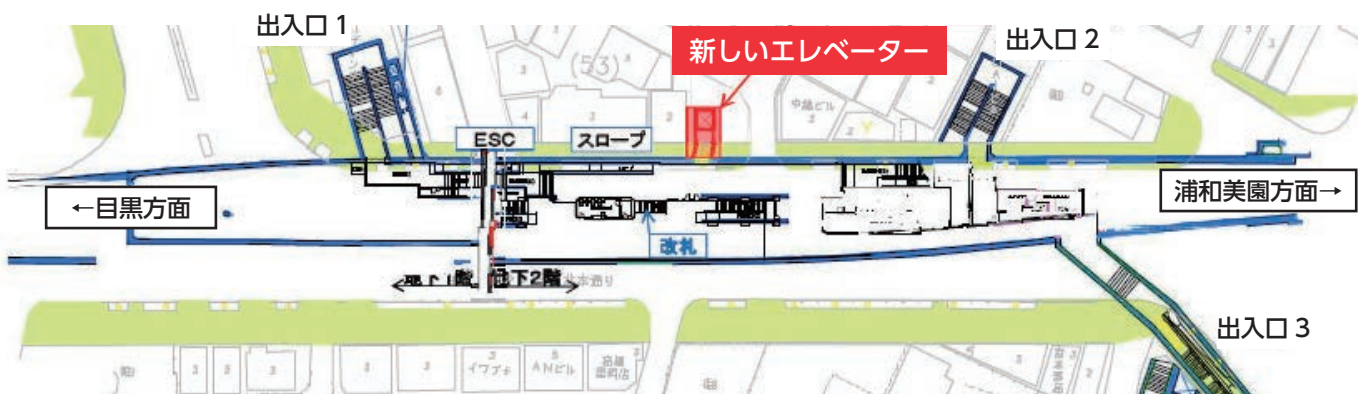 出入口 1
新しいエレベーター
出入口 2
(53)
中銀ビル
ESC
スロープ
←目黒方面
浦和美園方面→
改札
地下2階
出入口 3
イワブチ
ANビル